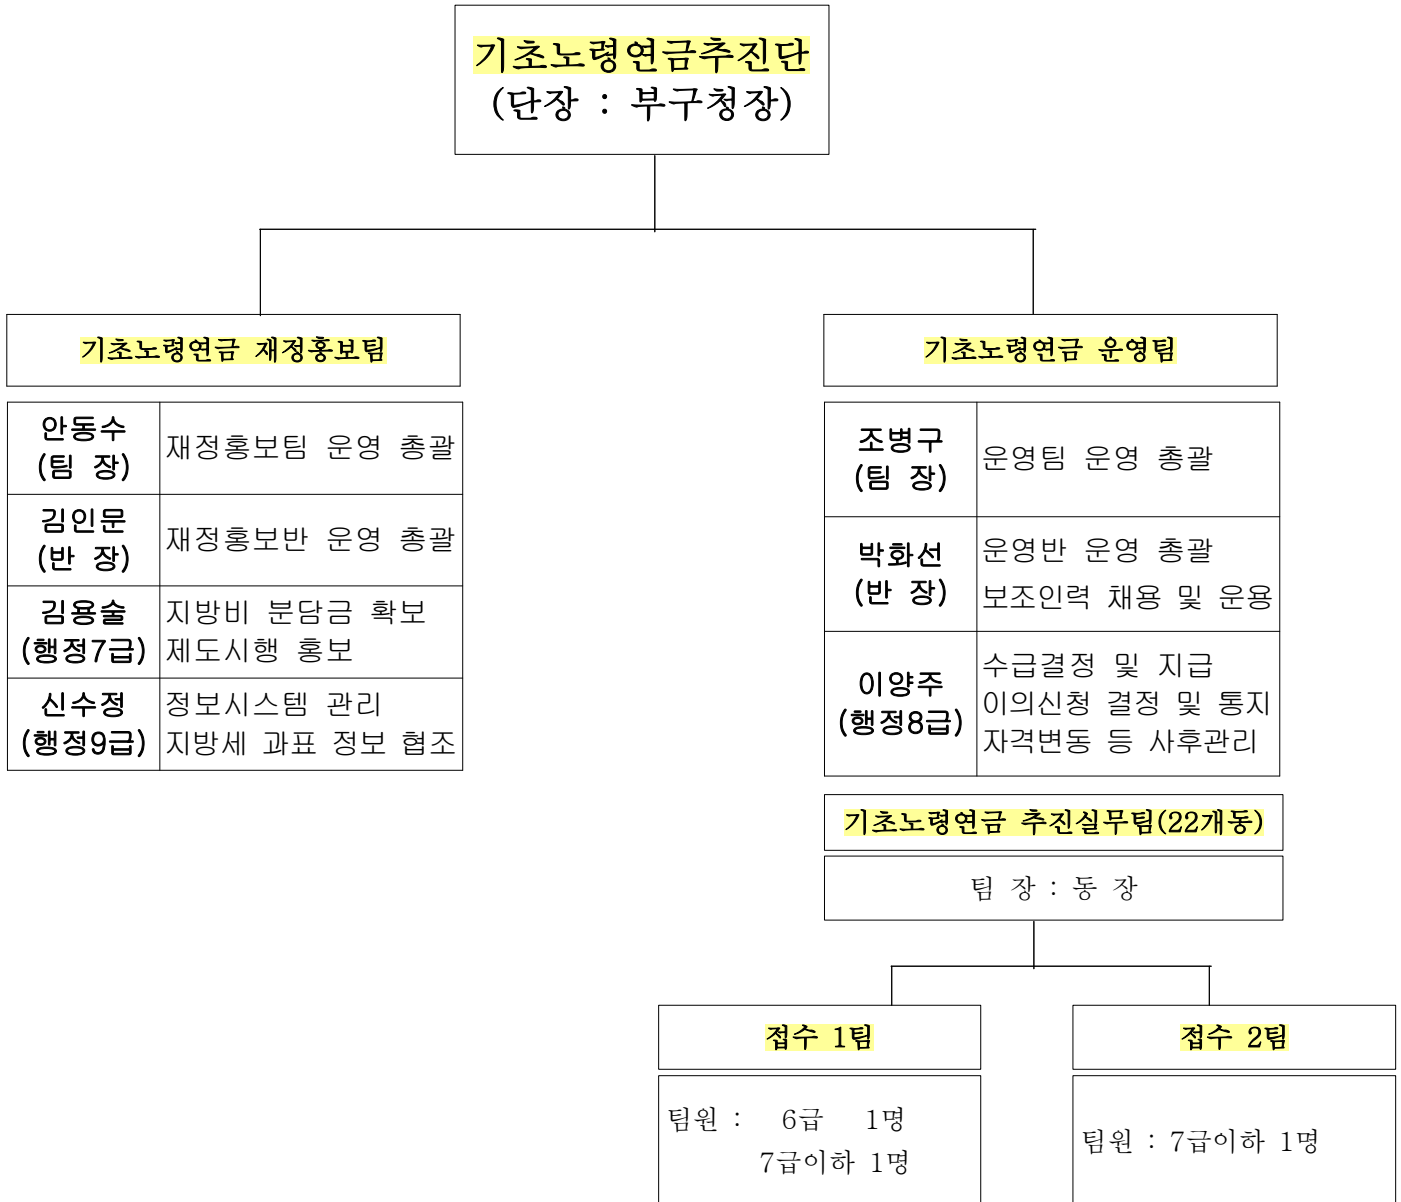 기초노령연금추진단
(단장 : 부구청장)
기초노령연금 재정홍보팀
안동수
(팀 장)
재정홍보팀 운영 총괄
김인문
(반 장)
재정홍보반 운영 총괄
김용술
(행정7급)
지방비 분담금 확보
제도시행 홍보
신수정
(행정9급)
정보시스템 관리
지방세 과표 정보 협조
기초노령연금 운영팀
조병구
(팀 장)
운영팀 운영 총괄
박화선
(반 장)
운영반 운영 총괄
보조인력 채용 및 운용
이양주
(행정8급)
수급결정 및 지급
이의신청 결정 및 통지
자격변동 등 사후관리
기초노령연금 추진실무팀(22개동)
팀 장 : 동 장
접수 1팀
팀원 : 6급 1명
7급이하 1명
접수 2팀
팀원 : 7급이하 1명